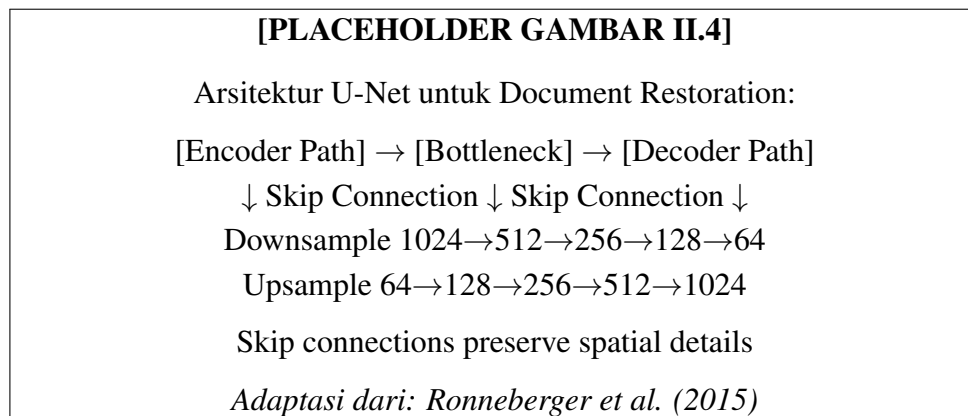 [PLACEHOLDER GAMBAR II.4]
Arsitektur U-Net untuk Document Restoration:
[Encoder Path] → [Bottleneck] → [Decoder Path]
↓ Skip Connection ↓ Skip Connection ↓
Downsample 1024→512→256→128→64
Upsample 64→128→256→512→1024
Skip connections preserve spatial details
Adaptasi dari: Ronneberger et al. (2015)